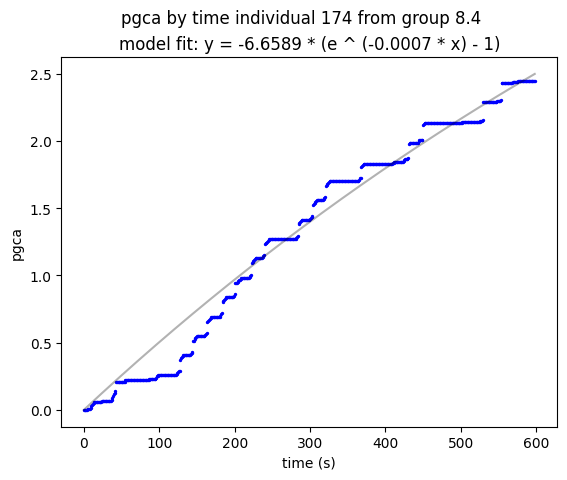 pgca by time individual 174 from group 8.4
model fit: y = -6.6589 * (e ^ (-0.0007 * x) - 1)
2.5
2.0
1.5
1.0
0.5
0.0
pgca
0 100 200 300 400 500 600
time (s)